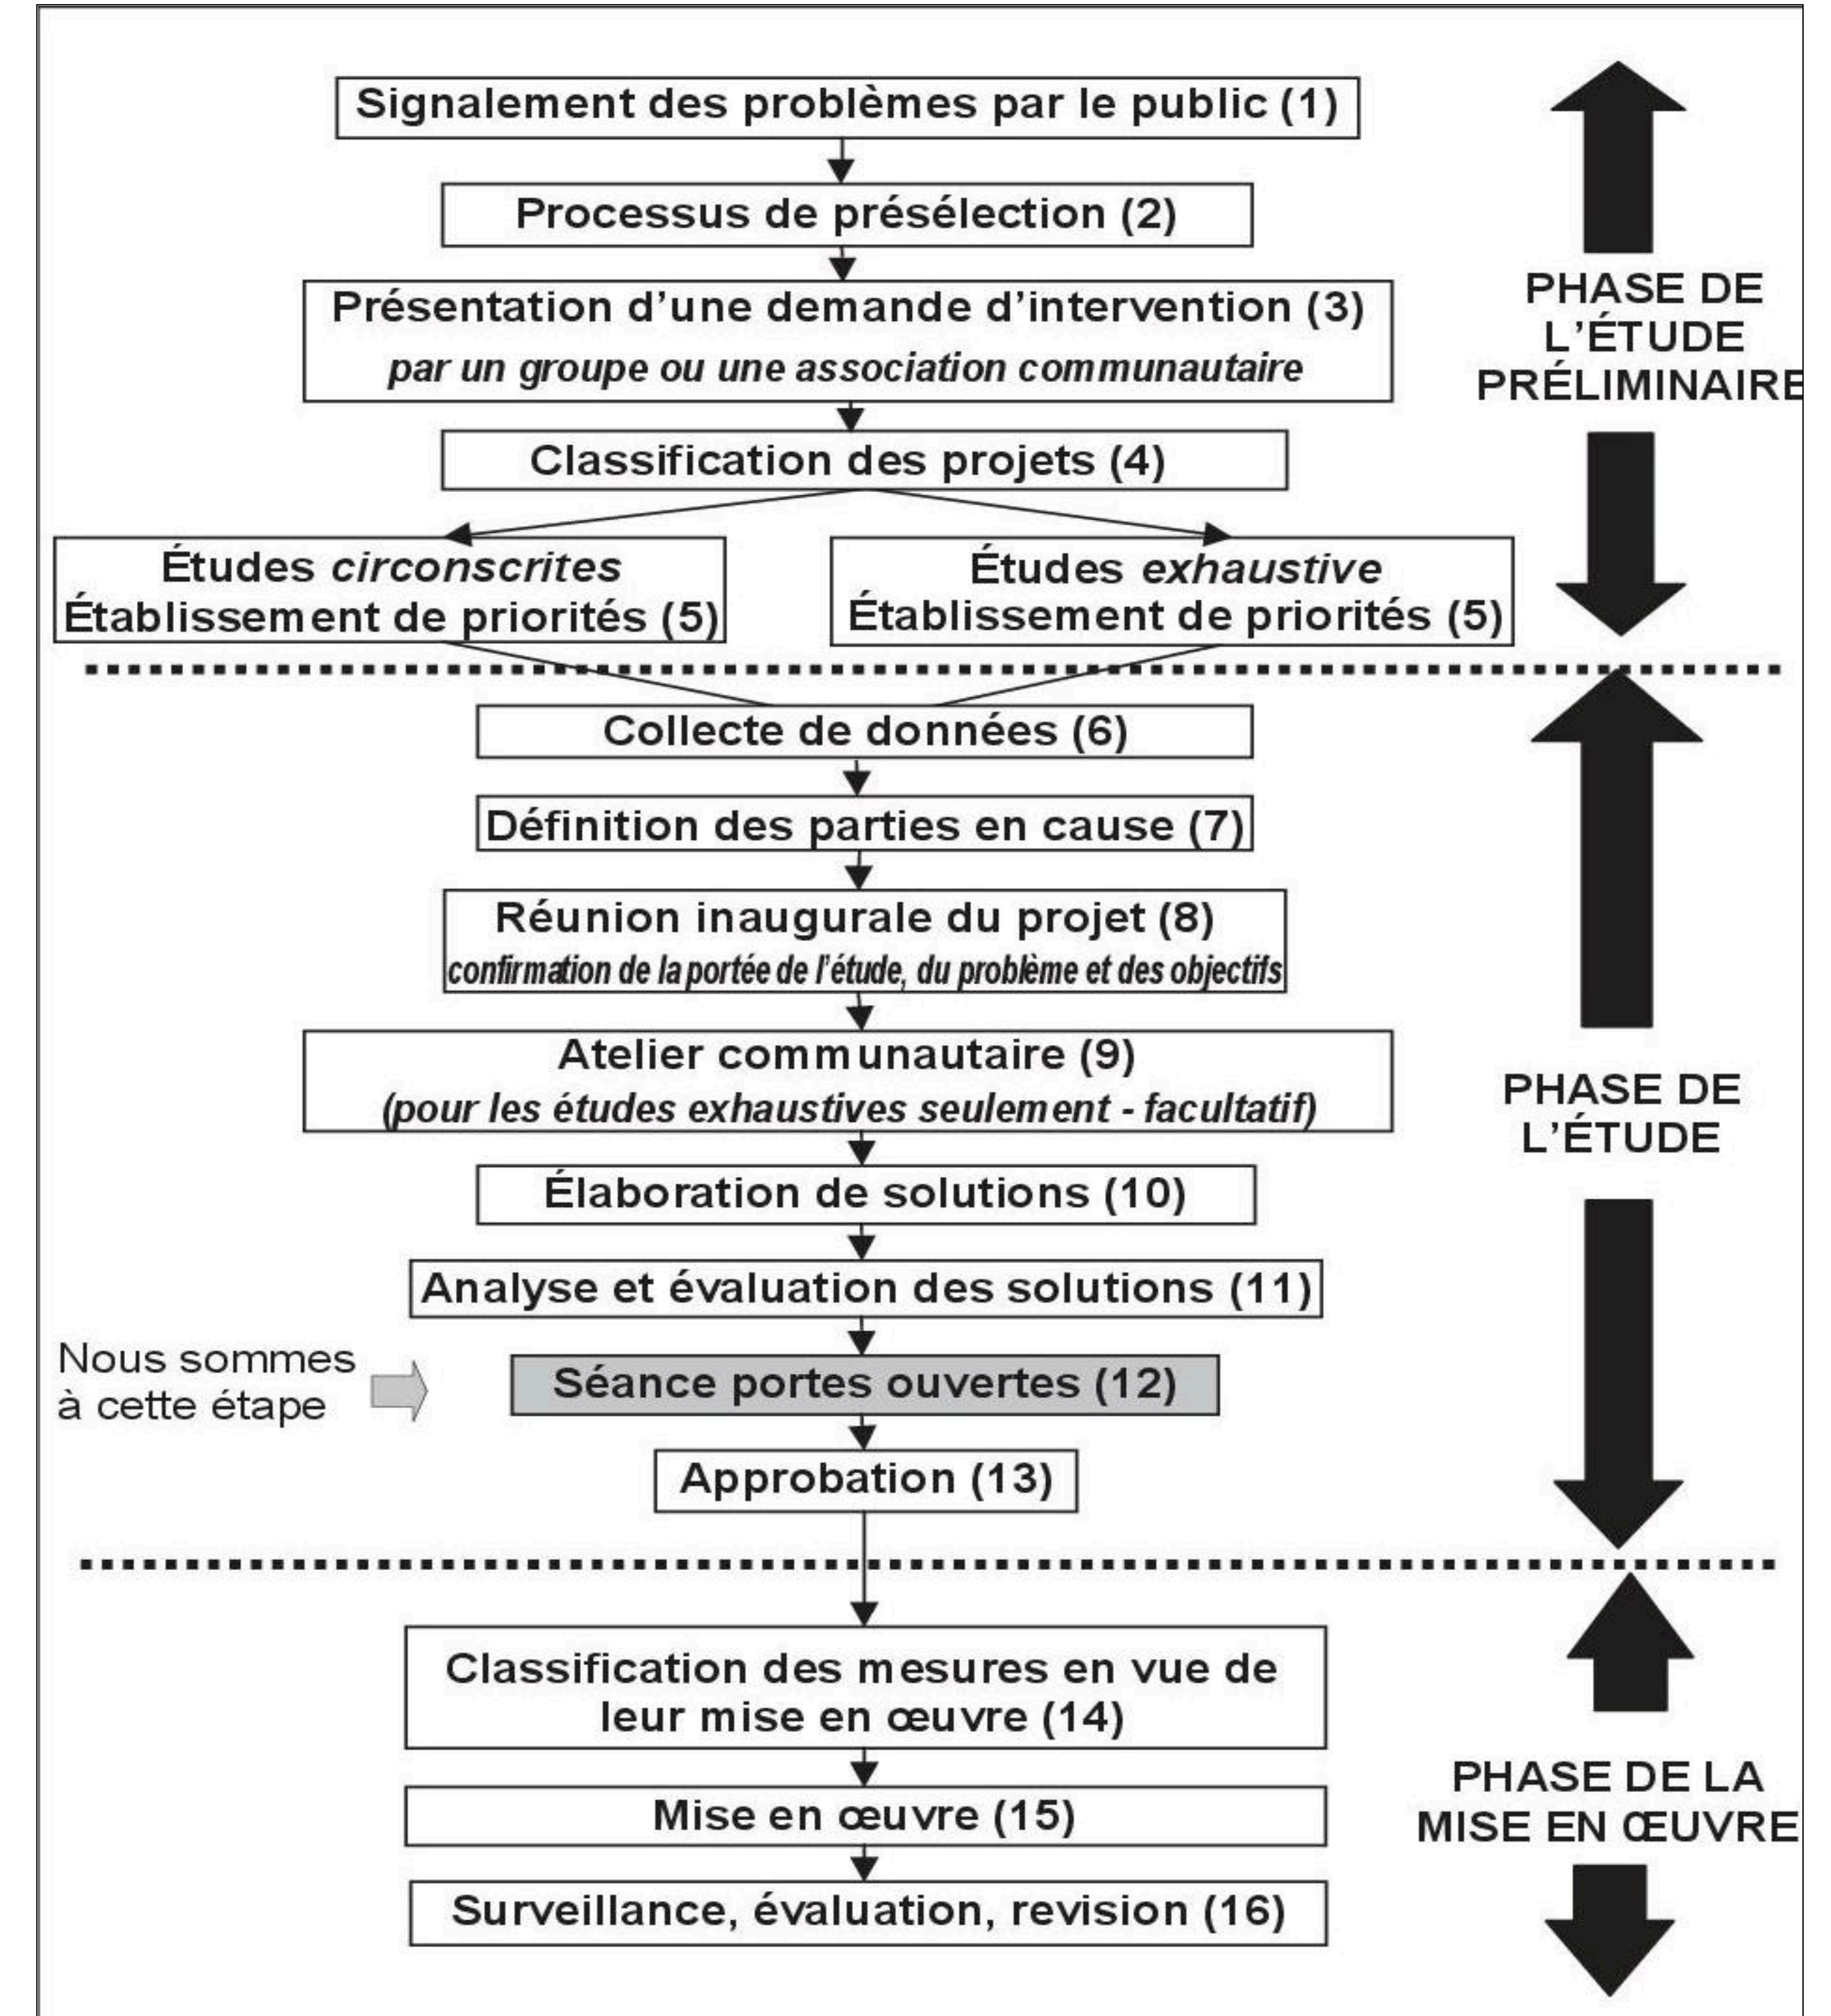 Signalement des problèmes par le public (1)
Processus de présélection (2)
Présentation d'une demande d'intervention (3)
par un groupe ou une association communautaire
Classification des projets (4)
PHASE DE
L'ÉTUDE
PRÉLIMINAIRE
Études circonscrites
Établissement de priorités (5)
Études exhaustive
Établissement de priorités (5)
Collecte de données (6)
Définition des parties en cause (7)
Réunion inaugurale du projet (8)
confirmation de la portée de l'étude, du problème et des objectifs
Atelier communautaire (9)
(pour les études exhaustives seulement - facultatif)
PHASE DE
L'ÉTUDE
Élaboration de solutions (10)
Analyse et évaluation des solutions (11)
Nous sommes
à cette étape
Séance portes ouvertes (12)
Approbation (13)
Classification des mesures en vue de
leur mise en œuvre (14)
Mise en œuvre (15)
PHASE DE LA
MISE EN ŒUVRE
Surveillance, évaluation, revision (16)